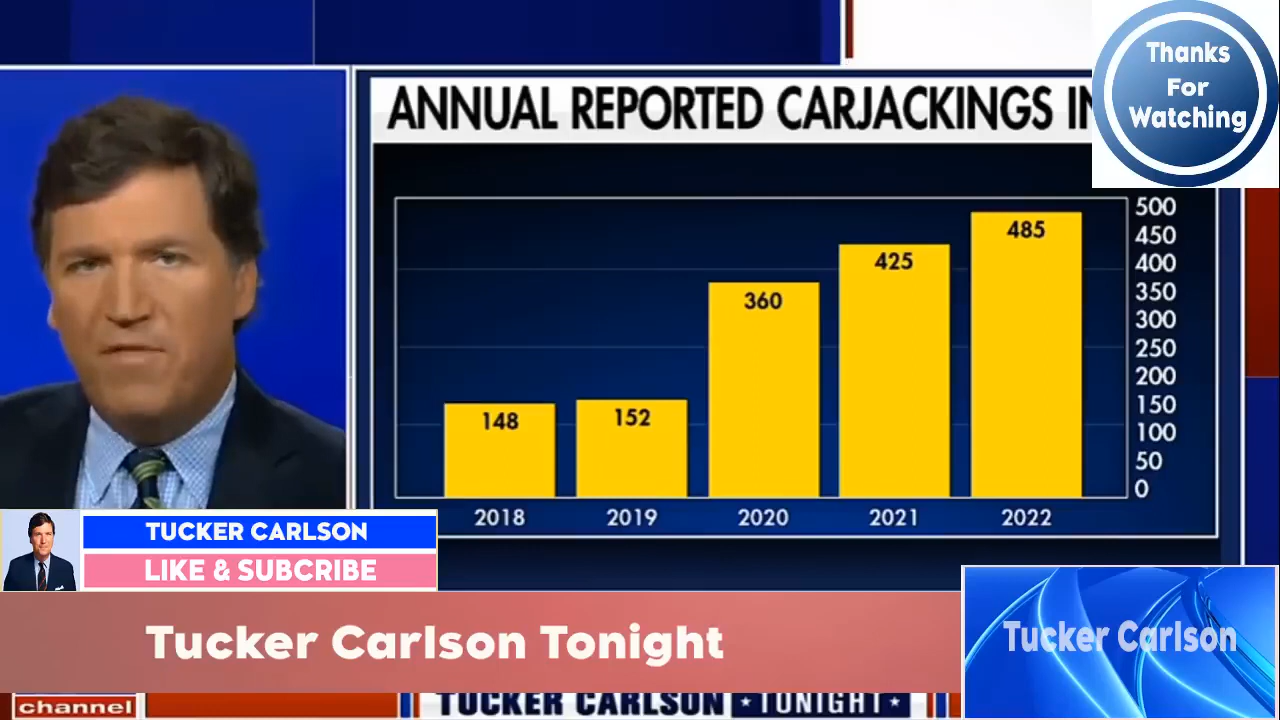 ANNUAL REPORTED CARJACKINGS IN
Thanks
For
Watching
500
450
400
350
300
250
200
150
100
50
0
148
152
360
425
485
2018
2019
2020
2021
2022
TUCKER CARLSON
LIKE & SUBCRIBE
Tucker Carlson Tonight
Tucker Carlson
channel
TUCKER CARLSON TONIGHT